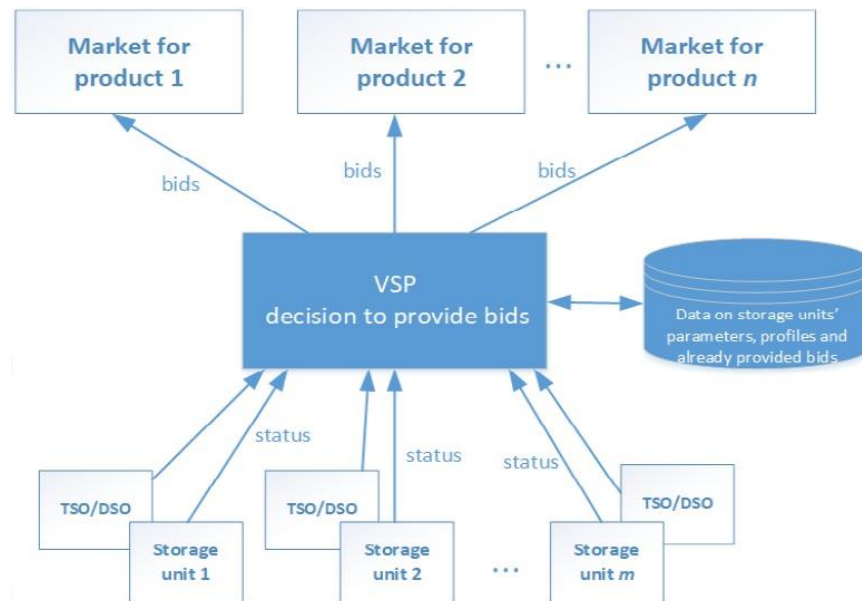 Market for
product 1
Market for
product 2
...
Market for
product n
bids
bids
bids
VSP
decision to provide bids
Data on storage units'
parameters, profiles and
already provided bids
status
status
status
TSO/DSO
TSO/DSO
TSO/DSO
Storage
unit 1
Storage
unit 2
...
Storage
unit m